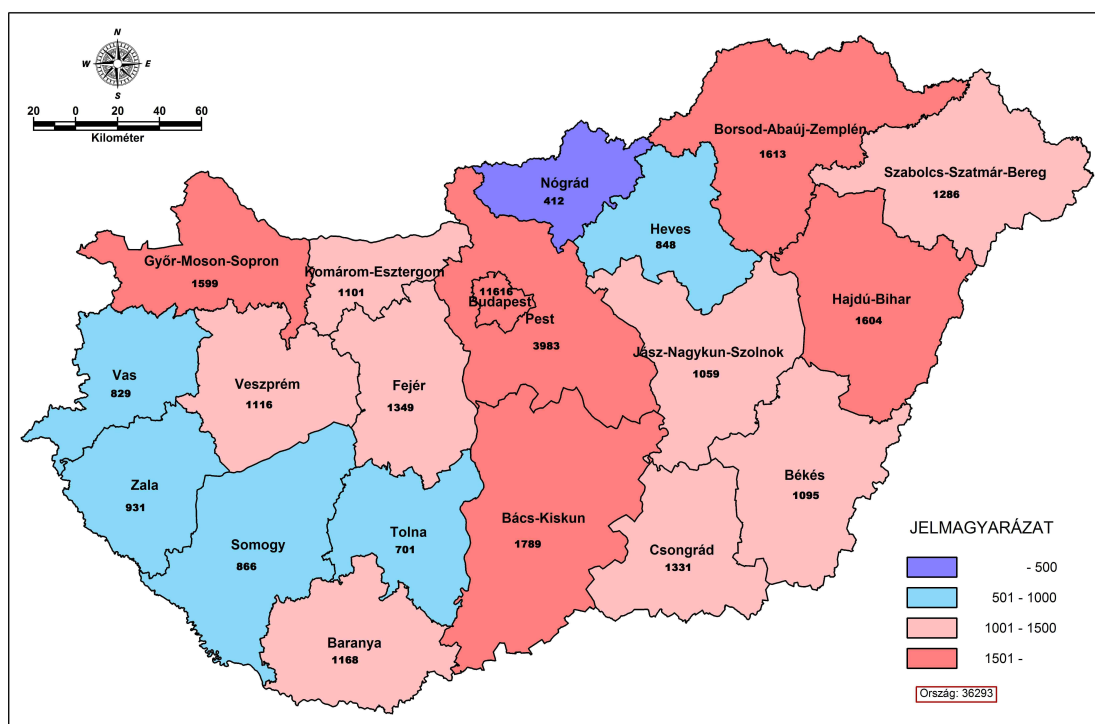 N
W E
S
20 0 20 40 60
Kilométer
Borsod-Abaúj-Zemplén
1613
Szabolcs-Szatmár-Bereg
1286
Nógrád
412
Heves
848
Győr-Moson-Sopron
1599
Komárom-Esztergom
1101
11616
Budapest
Pest
3983
Hajdú-Bihar
1604
Jász-Nagykun-Szolnok
1059
Vas
829
Veszprém
1116
Fejér
1349
Zala
931
Somogy
866
Tolna
701
Bács-Kiskun
1789
Békés
1095
Csongrád
1331
Baranya
1168
JELMAGYARÁZAT
- 500
501 - 1000
1001 - 1500
1501 -
Ország: 36293